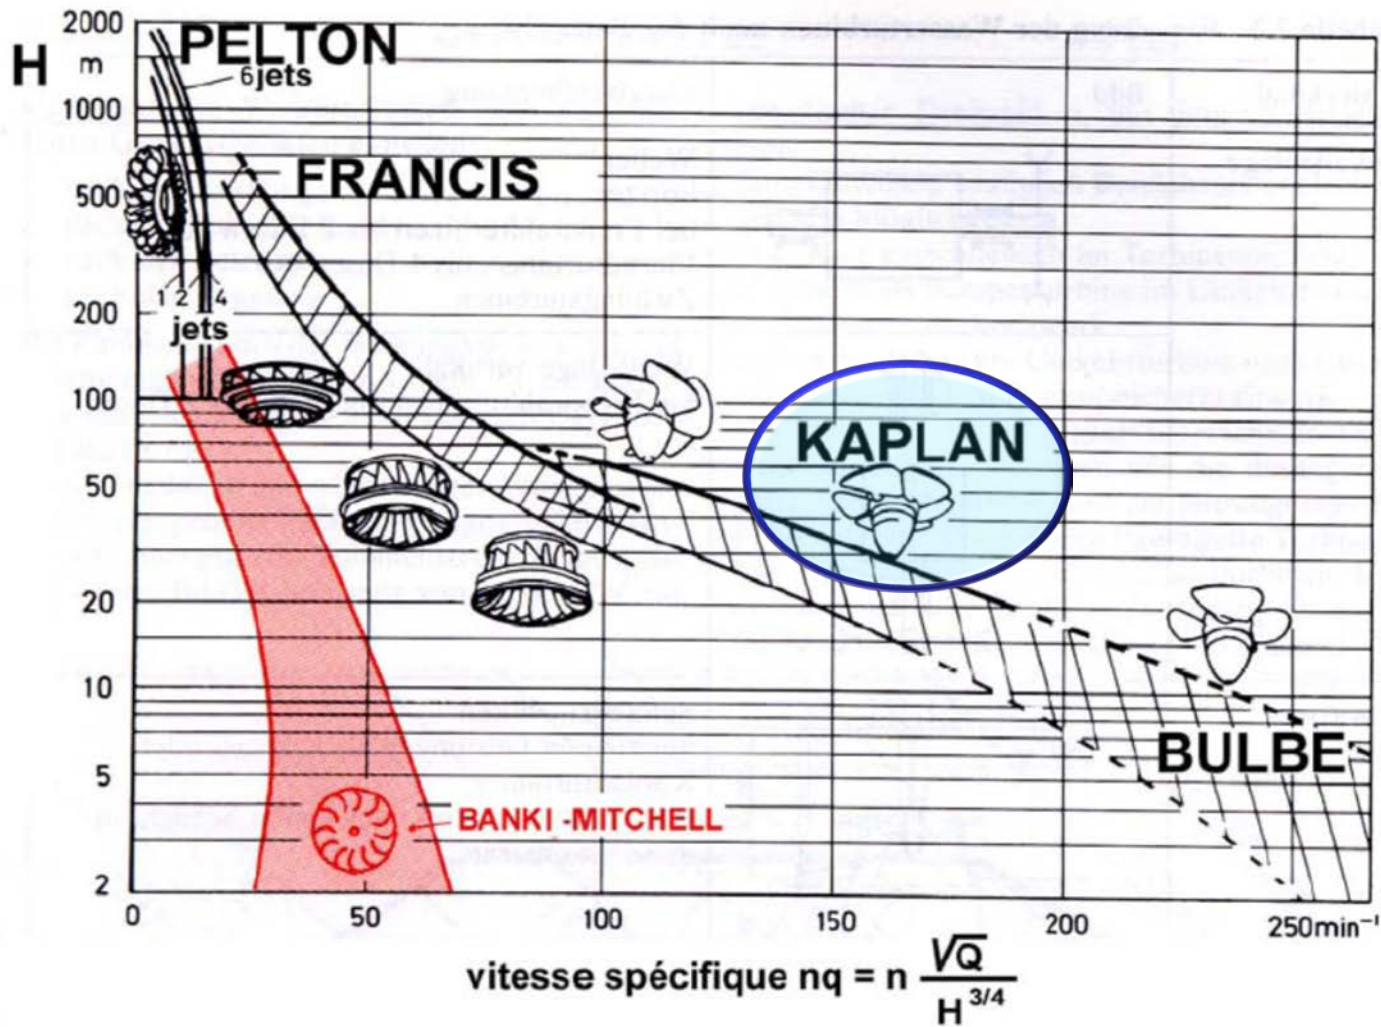 2000
H
m
PELTON
6jets
1000
FRANCIS
500
1 2 4
200
jets
100
KAPLAN
50
20
10
BULBE
5
BANKI -MITCHELL
2
0 50 100 150 200 250min⁻¹
vitesse spécifique nq = n √Q / H^3/4